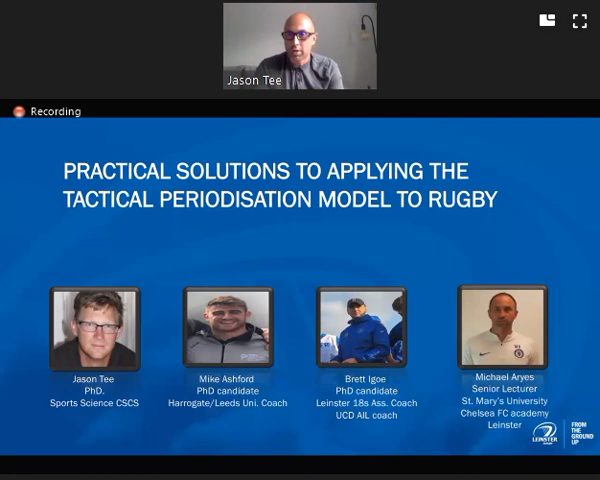 Jason Tee
Recording
PRACTICAL SOLUTIONS TO APPLYING THE
TACTICAL PERIODISATION MODEL TO RUGBY
Jason Tee
PhD.
Sports Science CSCS
Mike Ashford
PhD candidate
Harrogate/Leeds Uni. Coach
Brett Igoe
PhD candidate
Leinster 18s Ass. Coach
UCD AIL coach
Michael Aryes
Senior Lecturer
St. Mary's University
Chelsea FC academy
Leinster
LEINSTER
FROM
THE
GROUND
UP